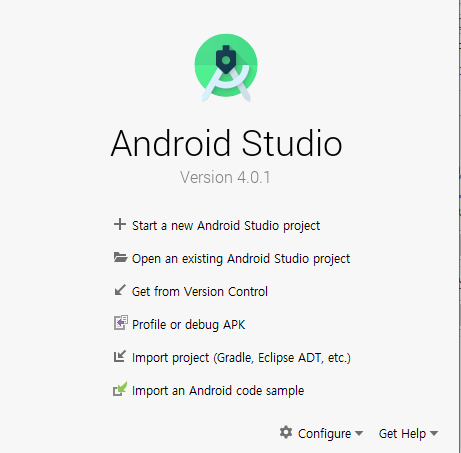 Android Studio
Version 4.0.1
Start a new Android Studio project
Open an existing Android Studio project
Get from Version Control
Profile or debug APK
Import project (Gradle, Eclipse ADT, etc.)
Import an Android code sample
Configure Get Help